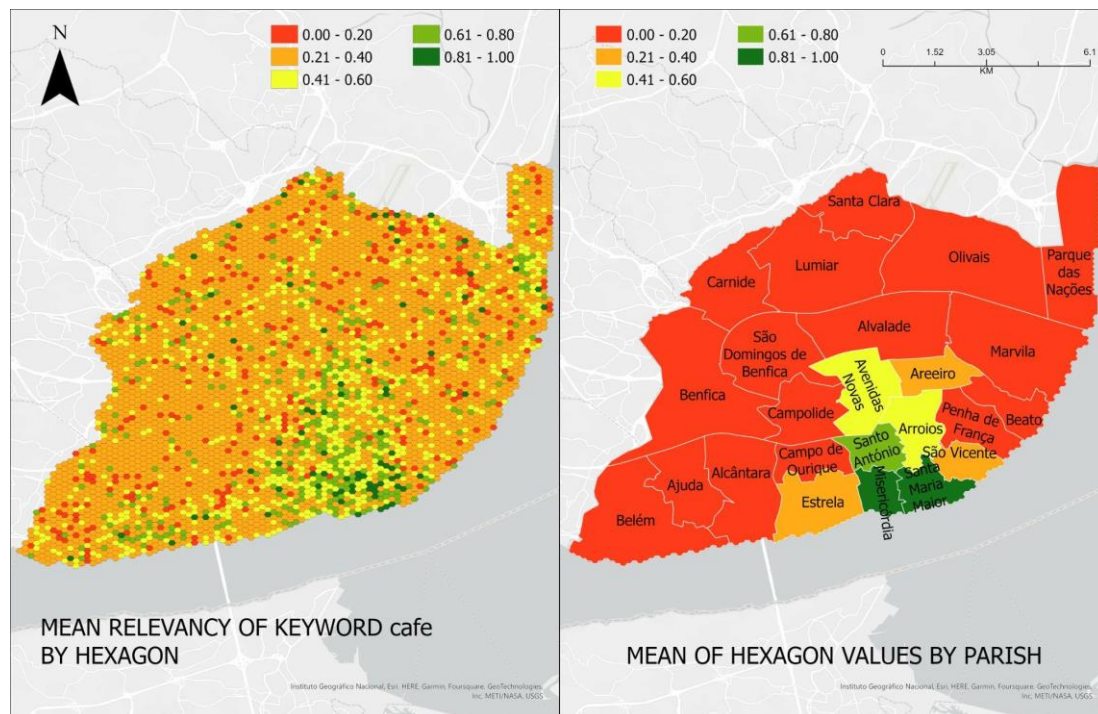 N
0.00 - 0.20
0.21 - 0.40
0.41 - 0.60
0.61 - 0.80
0.81 - 1.00
MEAN RELEVANCY OF KEYWORD cafe
BY HEXAGON
Instituto Geográfico Nacional, Esri, HERE, Garmin, Foursquare, GeoTechnologies,
Inc, METI/NASA, USGS
0.00 - 0.20
0.21 - 0.40
0.41 - 0.60
0.61 - 0.80
0.81 - 1.00
0 1.52 3.05 6.1
KM
Santa Clara
Lumiar
Olivais
Parque
das
Nações
Carnide
Alvalade
São
Domingos de
Benfica
Marvila
Avenidas
Novas
Areeiro
Benfica
Campolide
Penha de
França
Beato
Arroios
Santo
António
São Vicente
Campo de
Ourique
Alcântara
Ajuda
Santa
Maria
Maior
Misericórdia
Estrela
Belém
MEAN OF HEXAGON VALUES BY PARISH
Instituto Geográfico Nacional, Esri, HERE, Garmin, Foursquare, GeoTechnologies,
Inc, METI/NASA, USGS